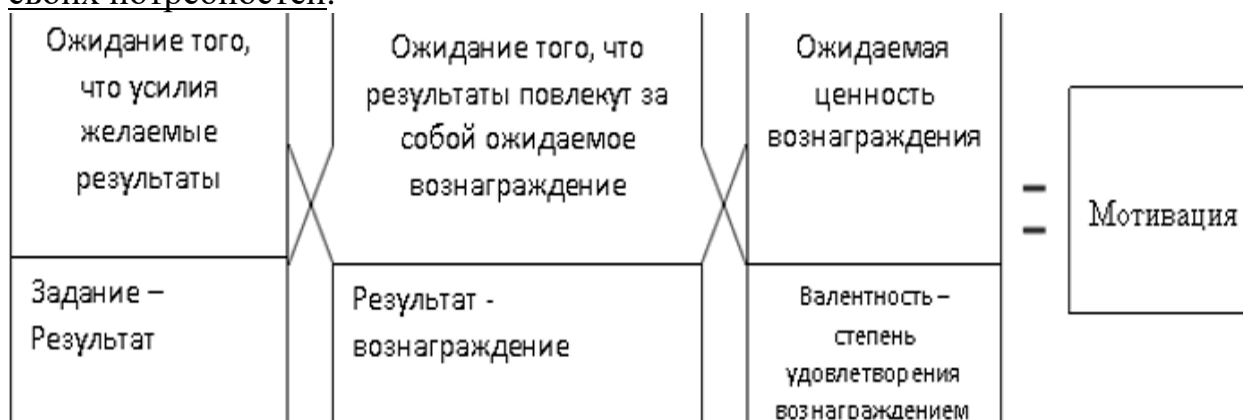 своих потребностей.
Ожидание того,
что усилия
желаемые
результаты
Задание –
Результат
Ожидание того, что
результаты повлекут за
собой ожидаемое
вознаграждение
Результат -
вознаграждение
Ожидаемая
ценность
вознаграждения
Валентность –
степень
удовлетворения
вознаграждением
=
Мотивация